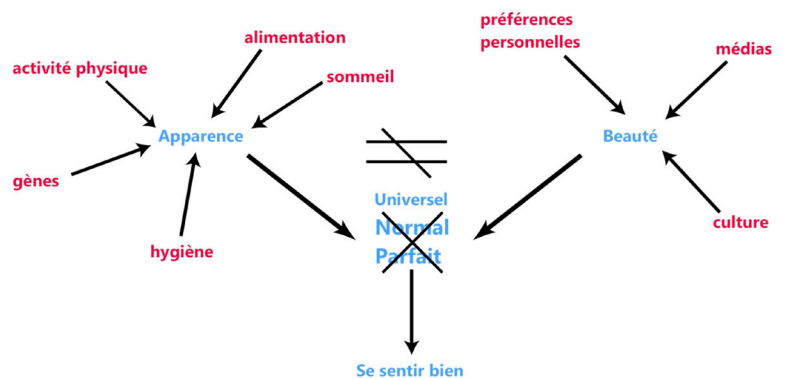 préférences
personnelles
alimentation
médias
activité physique
sommeil
Apparence
Beauté
gènes
Universel
Normal
culture
hygiène
Parfait
Se sentir bien